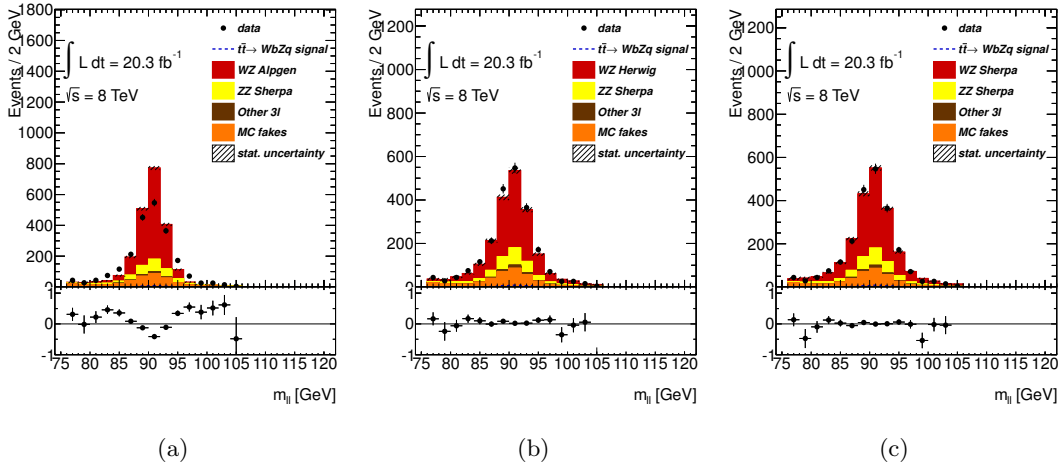 Events / 2 GeV
1800
1600
1400
1200
1000
800
600
400
200
0
data
tt̄→ WbZq signal
WZ Alpgen
ZZ Sherpa
Other 3l
MC fakes
stat. uncertainty
∫ L dt = 20.3 fb⁻¹
√s = 8 TeV
1
0
-1
75 80 85 90 95 100 105 110 115 120
m_ll [GeV]
(a)
Events / 2 GeV
1200
1000
800
600
400
200
data
tt̄→ WbZq signal
WZ Herwig
ZZ Sherpa
Other 3l
MC fakes
stat. uncertainty
∫ L dt = 20.3 fb⁻¹
√s = 8 TeV
1
0
-1
75 80 85 90 95 100 105 110 115 120
m_ll [GeV]
(b)
Events / 2 GeV
1200
1000
800
600
400
200
data
tt̄→ WbZq signal
WZ Sherpa
ZZ Sherpa
Other 3l
MC fakes
stat. uncertainty
∫ L dt = 20.3 fb⁻¹
√s = 8 TeV
1
0
-1
75 80 85 90 95 100 105 110 115 120
m_ll [GeV]
(c)